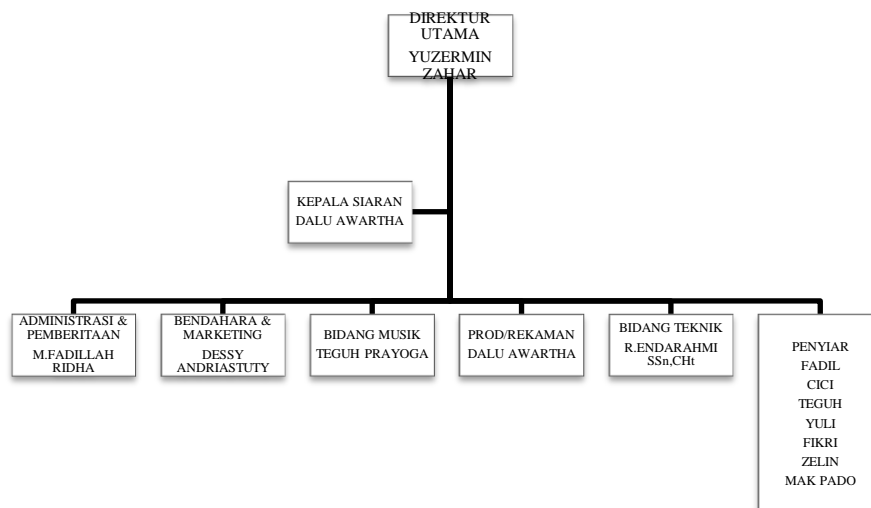 DIREKTUR
UTAMA
YUZERMIN
ZAHAR
KEPALA SIARAN
DALU AWARTHA
ADMINISTRASI &
PEMBERITAAN
M.FADILLAH
RIDHA
BENDAHARA &
MARKETING
DESSY
ANDRIASTUTY
BIDANG MUSIK
TEGUH PRAYOGA
PROD/REKAMAN
DALU AWARTHA
BIDANG TEKNIK
R.ENDARAHMI
SSn,CHt
PENYIAR
FADIL
CICI
TEGUH
YULI
FIKRI
ZELIN
MAK PADO